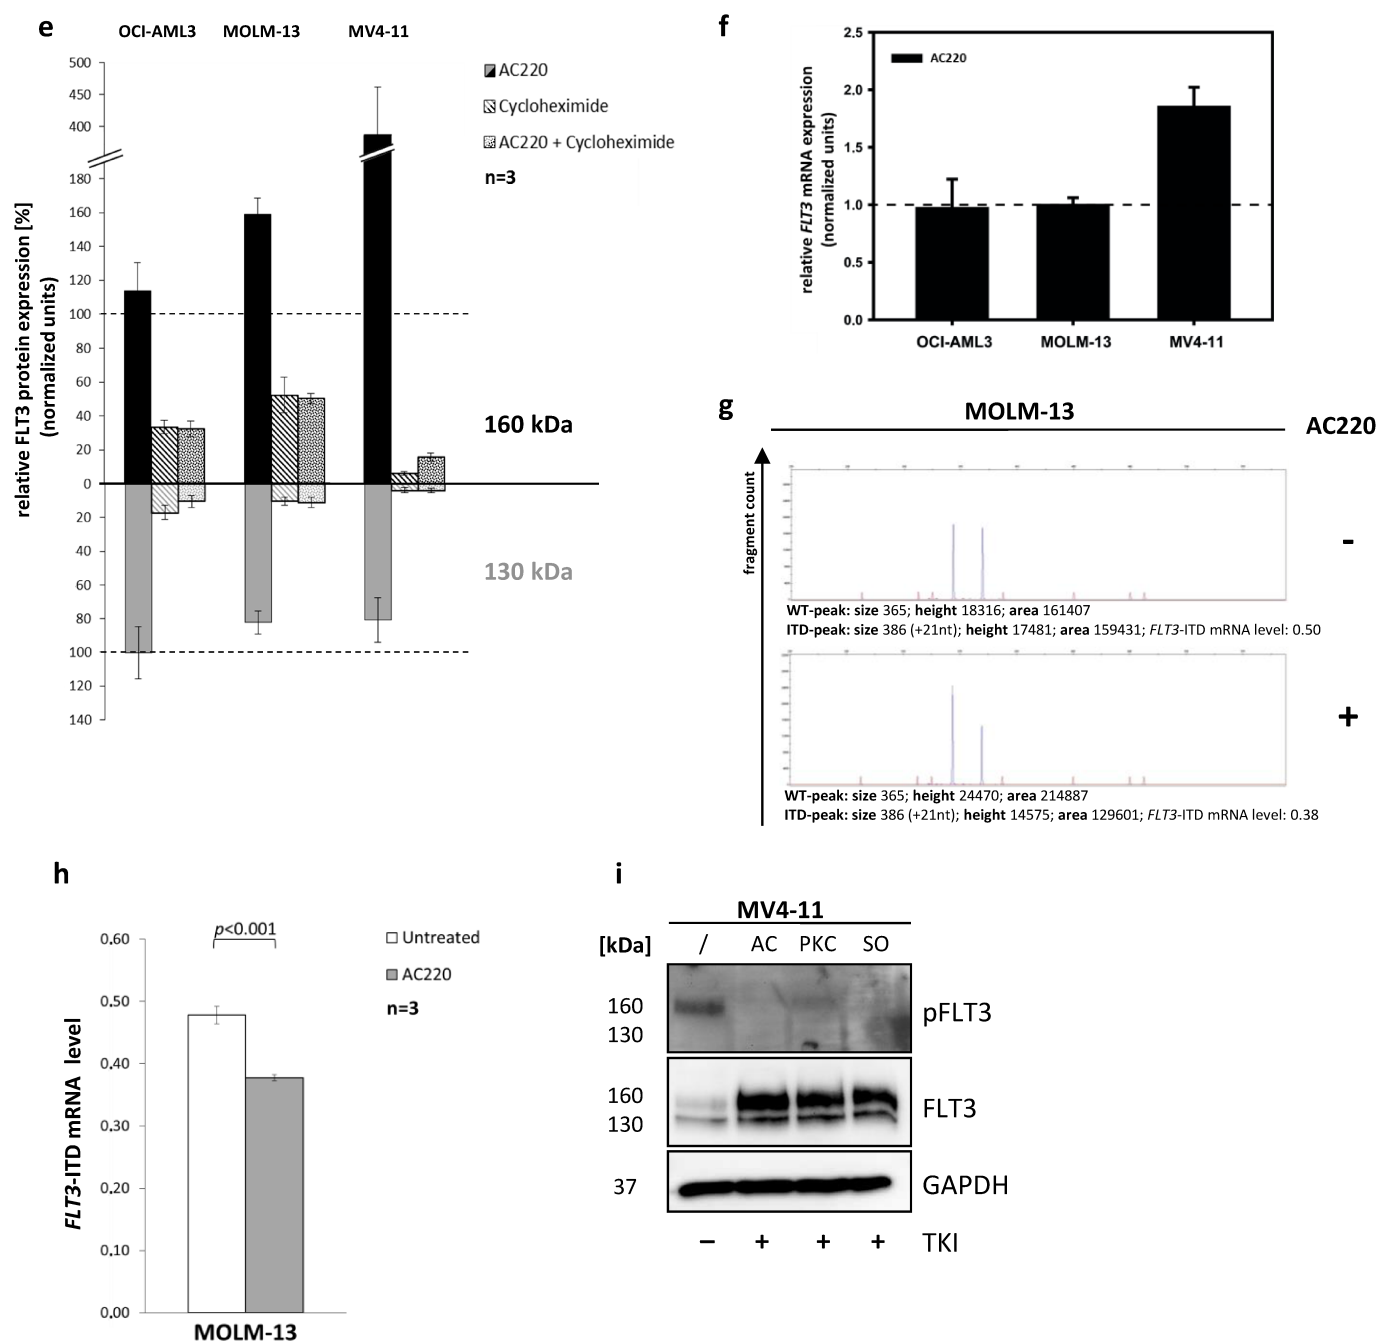 e
OCI-AML3 MOLM-13 MV4-11
500
450
400
180
160
140
120
100
80
60
40
20
0
20
40
60
80
100
120
140
relative FLT3 protein expression [%]
(normalized units)
AC220
Cycloheximide
AC220 + Cycloheximide
n=3
160 kDa
130 kDa
f
2.5
2.0
1.5
1.0
0.5
0.0
relative FLT3 mRNA expression
(normalized units)
AC220
OCI-AML3 MOLM-13 MV4-11
g
MOLM-13
AC220
fragment count
-
WT-peak: size 365; height 18316; area 161407
ITD-peak: size 386 (+21nt); height 17481; area 159431; FLT3-ITD mRNA level: 0.50
+
WT-peak: size 365; height 24470; area 214887
ITD-peak: size 386 (+21nt); height 14575; area 129601; FLT3-ITD mRNA level: 0.38
h
p<0.001
0,60
0,50
0,40
0,30
0,20
0,10
0,00
FLT3-ITD mRNA level
Untreated
AC220
n=3
MOLM-13
i
MV4-11
[kDa] / AC PKC SO
160
130
pFLT3
160
130
FLT3
37
GAPDH
– + + + TKI